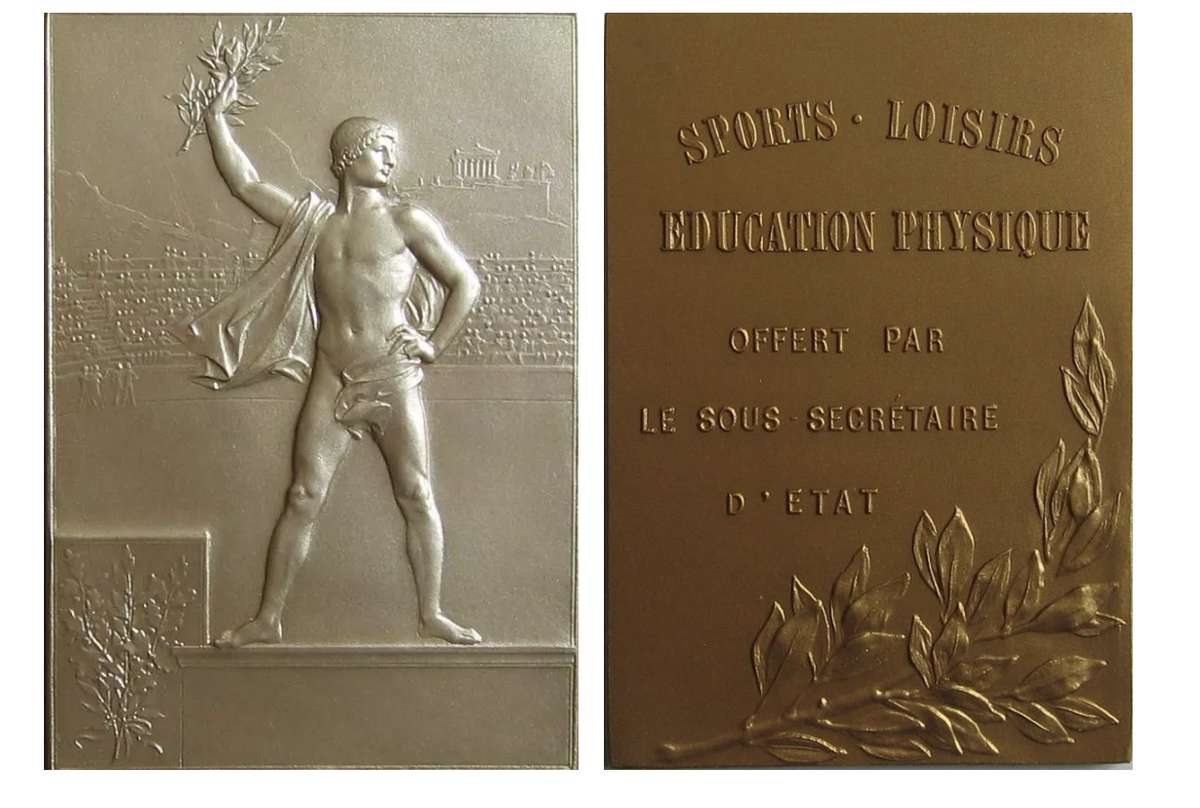 SPORTS · LOISIRS
EDUCATION PHYSIQUE
OFFERT PAR
LE SOUS-SECRÉTAIRE
D'ETAT